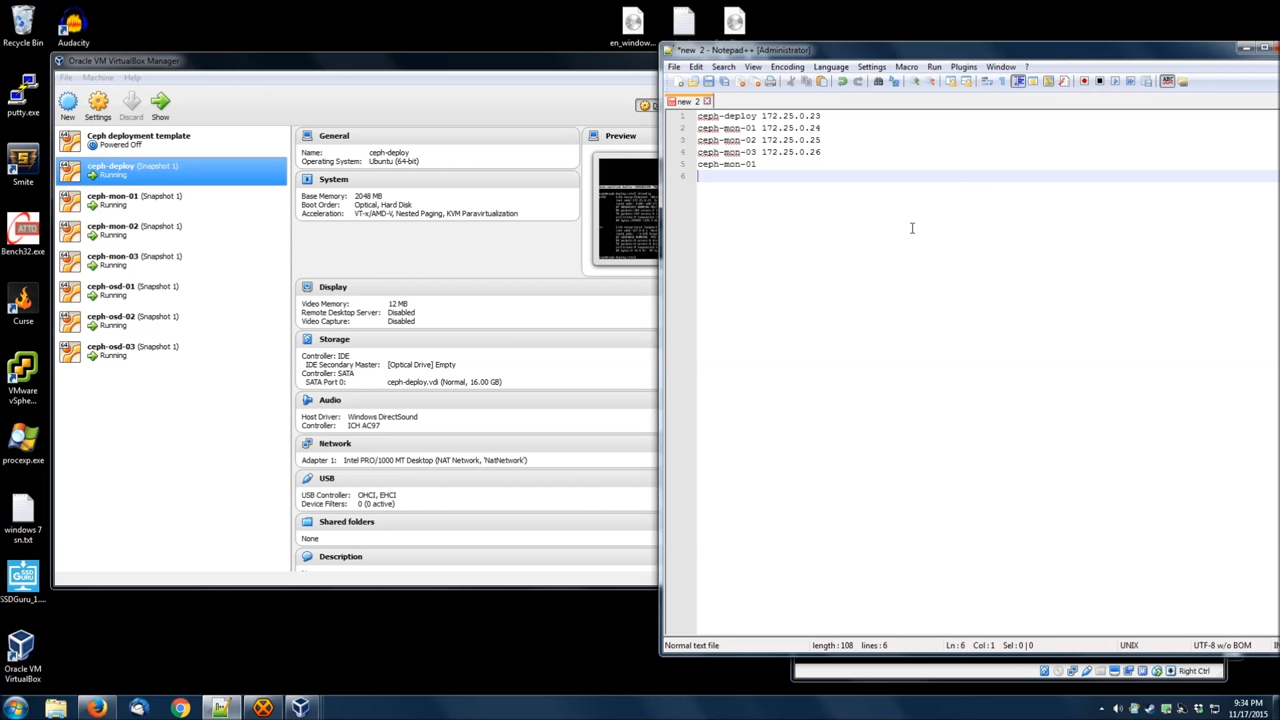 Recycle Bin
Audacity
en_window...
putty.exe
Smite
Bench32.exe
Curse
VMware
vSphe...
procexp.exe
windows 7
sn.txt
SSDGuru_1....
Oracle VM
VirtualBox
Oracle VM VirtualBox Manager
File Machine Help
New Settings Discard Show
Ceph deployment template
Powered Off
ceph-deploy (Snapshot 1)
Running
ceph-mon-01 (Snapshot 1)
Running
ceph-mon-02 (Snapshot 1)
Running
ceph-mon-03 (Snapshot 1)
Running
ceph-osd-01 (Snapshot 1)
Running
ceph-osd-02 (Snapshot 1)
Running
ceph-osd-03 (Snapshot 1)
Running
General
Name: ceph-deploy
Operating System: Ubuntu (64-bit)
System
Base Memory: 2048 MB
Boot Order: Optical, Hard Disk
Acceleration: VT-x/AMD-V, Nested Paging, KVM Paravirtualization
Preview
Display
Video Memory: 12 MB
Remote Desktop Server: Disabled
Video Capture: Disabled
Storage
Controller: IDE
IDE Secondary Master: [Optical Drive] Empty
Controller: SATA
SATA Port 0: ceph-deploy.vdi (Normal, 16.00 GB)
Audio
Host Driver: Windows DirectSound
Controller: ICH AC97
Network
Adapter 1: Intel PRO/1000 MT Desktop (NAT Network, 'NatNetwork')
USB
USB Controller: OHCI, EHCI
Device Filters: 0 (0 active)
Shared folders
None
Description
*new 2 - Notepad++ [Administrator]
File Edit Search View Encoding Language Settings Macro Run Plugins Window ?
new 2
1 ceph-deploy 172.25.0.23
2 ceph-mon-01 172.25.0.24
3 ceph-mon-02 172.25.0.25
4 ceph-mon-03 172.25.0.26
5 ceph-mon-01
6
Normal text file length : 108 lines : 6 Ln : 6 Col : 1 Sel : 0 | 0 UNIX UTF-8 w/o BOM
Right Ctrl
9:34 PM
11/17/2015